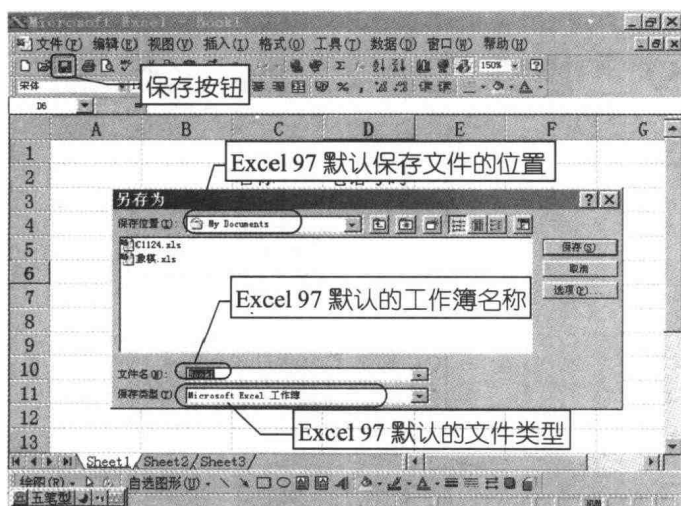 Microsoft Excel - Book1
文件(F) 编辑(E) 视图(V) 插入(I) 格式(O) 工具(T) 数据(D) 窗口(W) 帮助(H)
150%
宋体
保存按钮
D6
A B C D E F G
1
Excel 97 默认保存文件的位置
2
3
另存为
4
保存位置(I): My Documents
5
C1124.xls
保存(S)
象棋.xls
6
取消
7
选项(P)...
Excel 97 默认的工作簿名称
8
9
10
文件名(N): Book1
11
保存类型(T): Microsoft Excel 工作簿
12
Excel 97 默认的文件类型
13
Sheet1 Sheet2 Sheet3
绘图(R) 自选图形(U)
五笔型